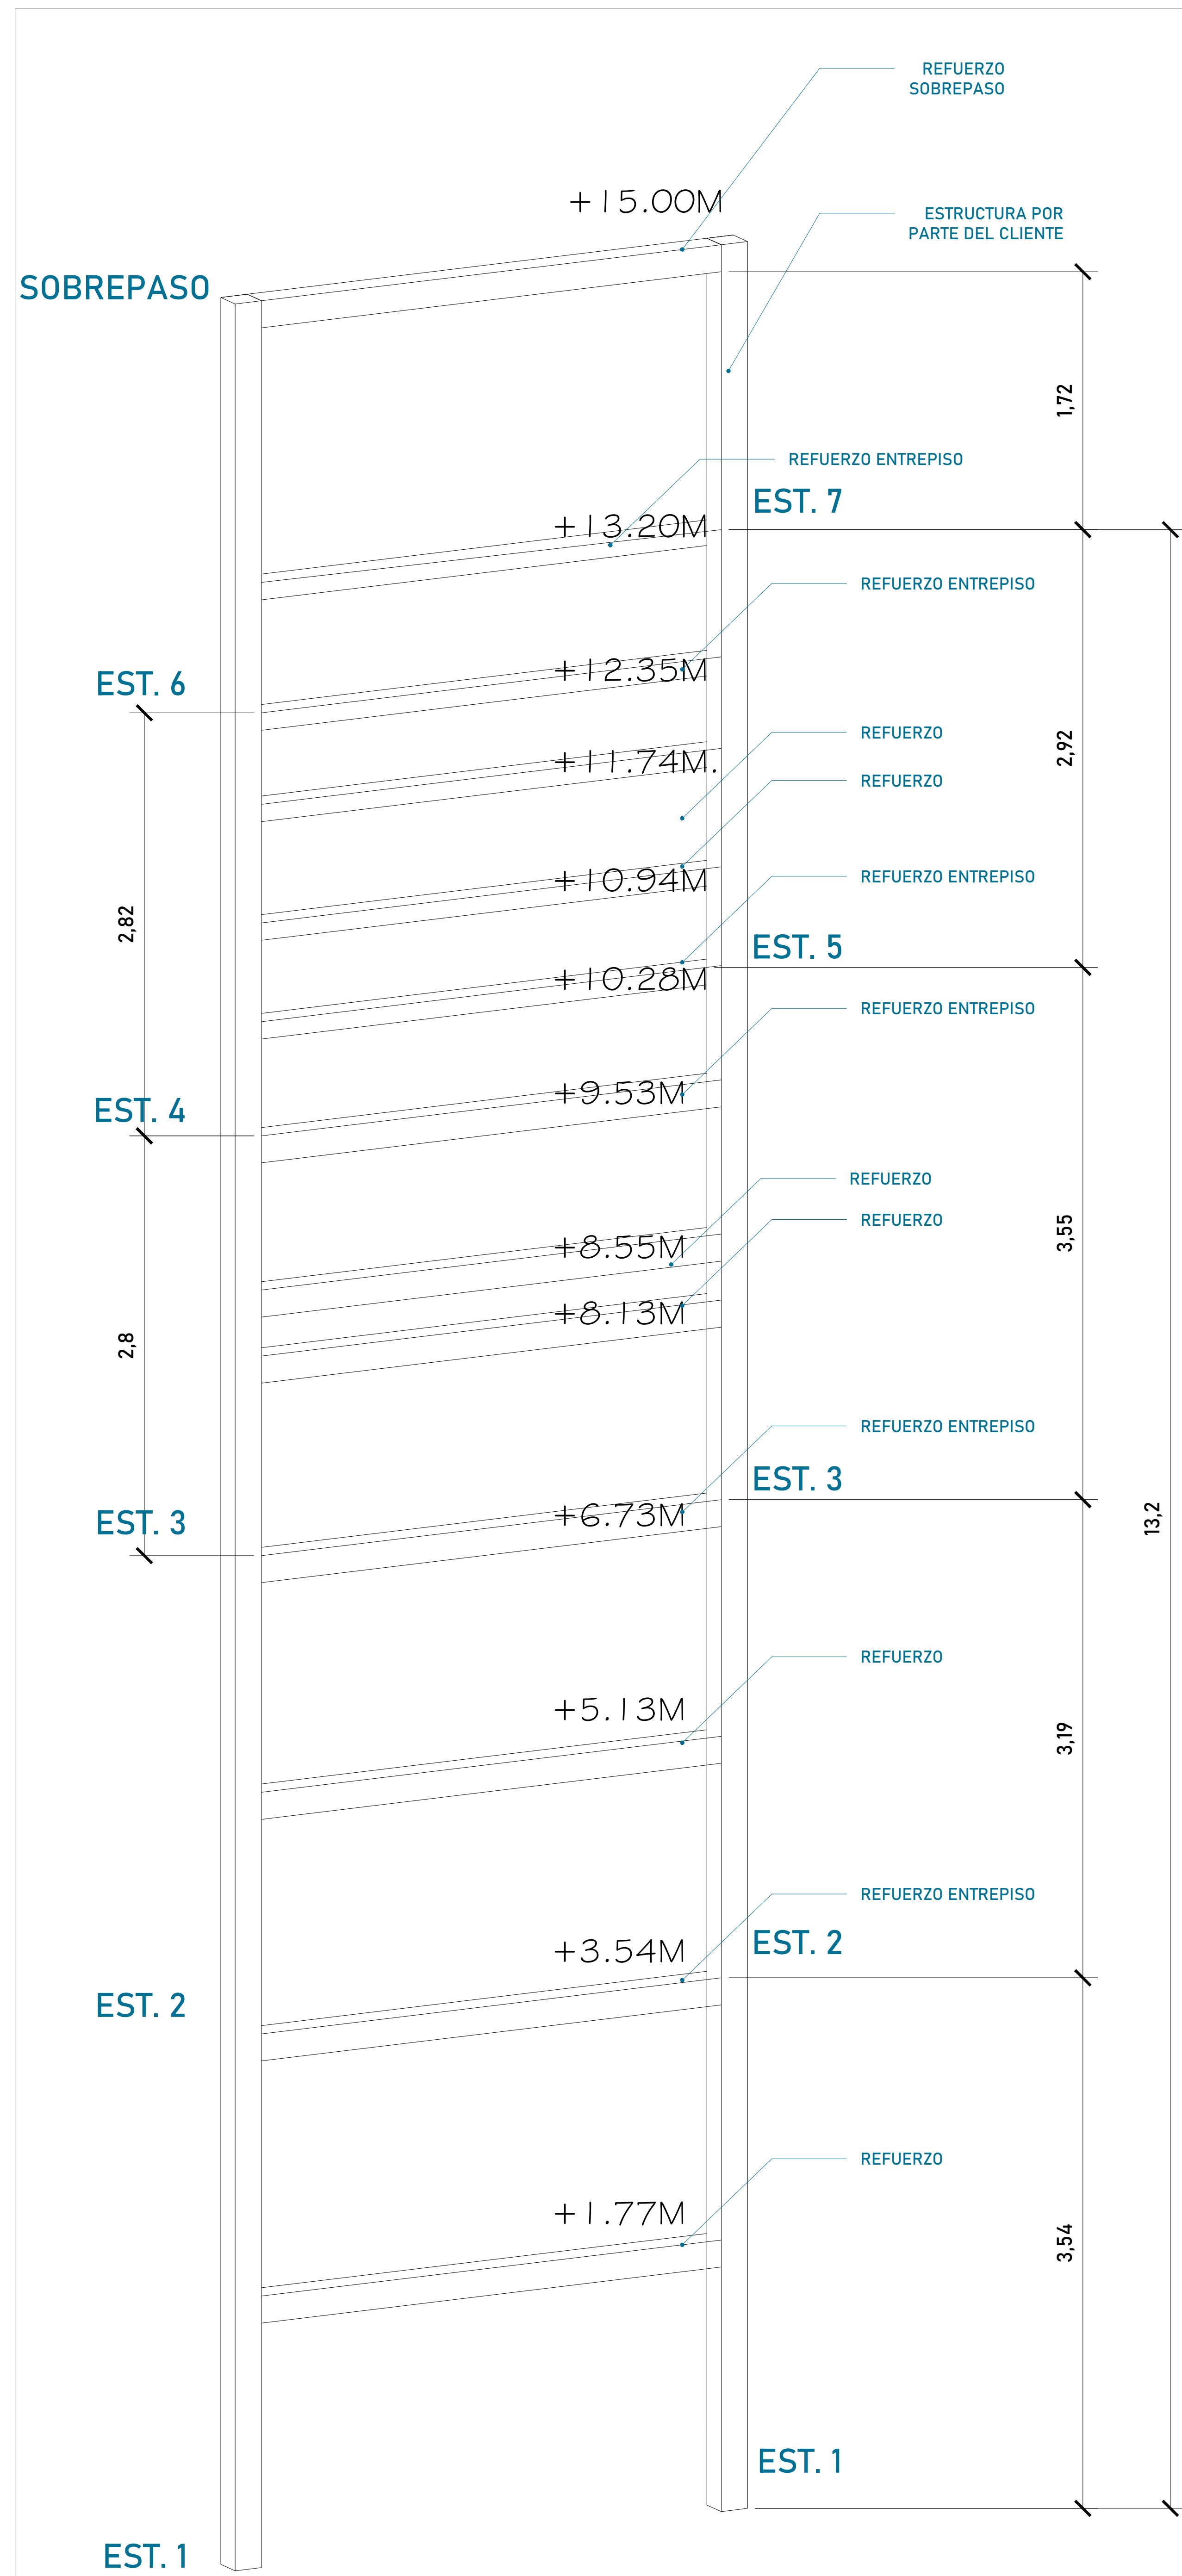 REFUERZO
SOBREPASO
+15.00M
ESTRUCTURA POR
PARTE DEL CLIENTE
SOBREPASO
1,72
REFUERZO ENTREPISO
EST. 7
+13.20M
REFUERZO ENTREPISO
+12.35M
EST. 6
REFUERZO
2,92
+11.74M.
REFUERZO
+10.94M
REFUERZO ENTREPISO
2,82
EST. 5
+10.28M
REFUERZO ENTREPISO
+9.53M
EST. 4
REFUERZO
REFUERZO
3,55
+8.55M
+8.13M
2,8
REFUERZO ENTREPISO
EST. 3
+6.73M
EST. 3
13,2
REFUERZO
+5.13M
3,19
REFUERZO ENTREPISO
EST. 2
+3.54M
EST. 2
REFUERZO
+1.77M
3,54
EST. 1
EST. 1